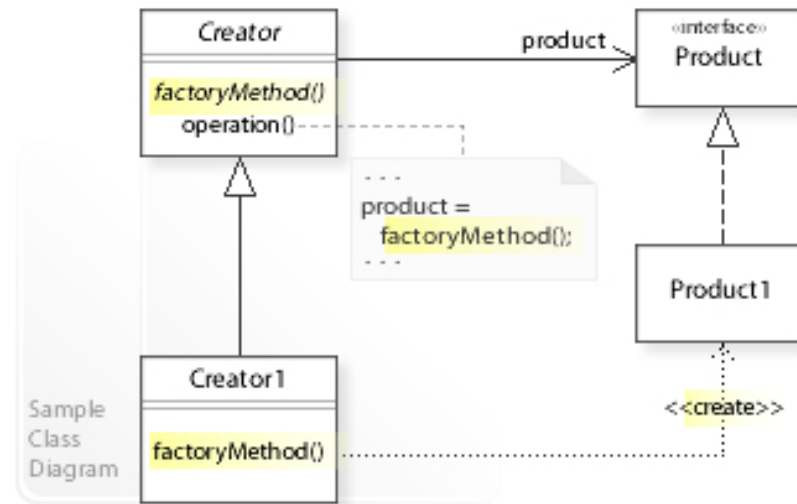 Creator
factoryMethod()
operation()
product
«interface»
Product
- - -
product =
factoryMethod();
- - -
Product1
Creator1
factoryMethod()
<<create>>
Sample
Class
Diagram